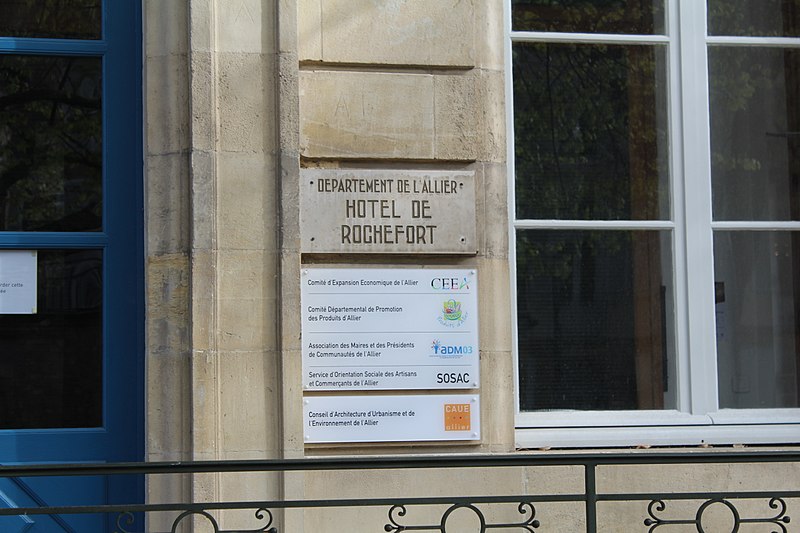 DEPARTEMENT DE L'ALLIER
HOTEL DE
ROCHEFORT
Comité d'Expansion Economique de l'Allier CEEA
Comité Départemental de Promotion
des Produits d'Allier
Produits d'Allier
Association des Maires et des Présidents
de Communautés de l'Allier
aDM03
Service d'Orientation Sociale des Artisans
et Commerçants de l'Allier
SOSAC
Conseil d'Architecture d'Urbanisme et de
l'Environnement de l'Allier
CAUE
allier